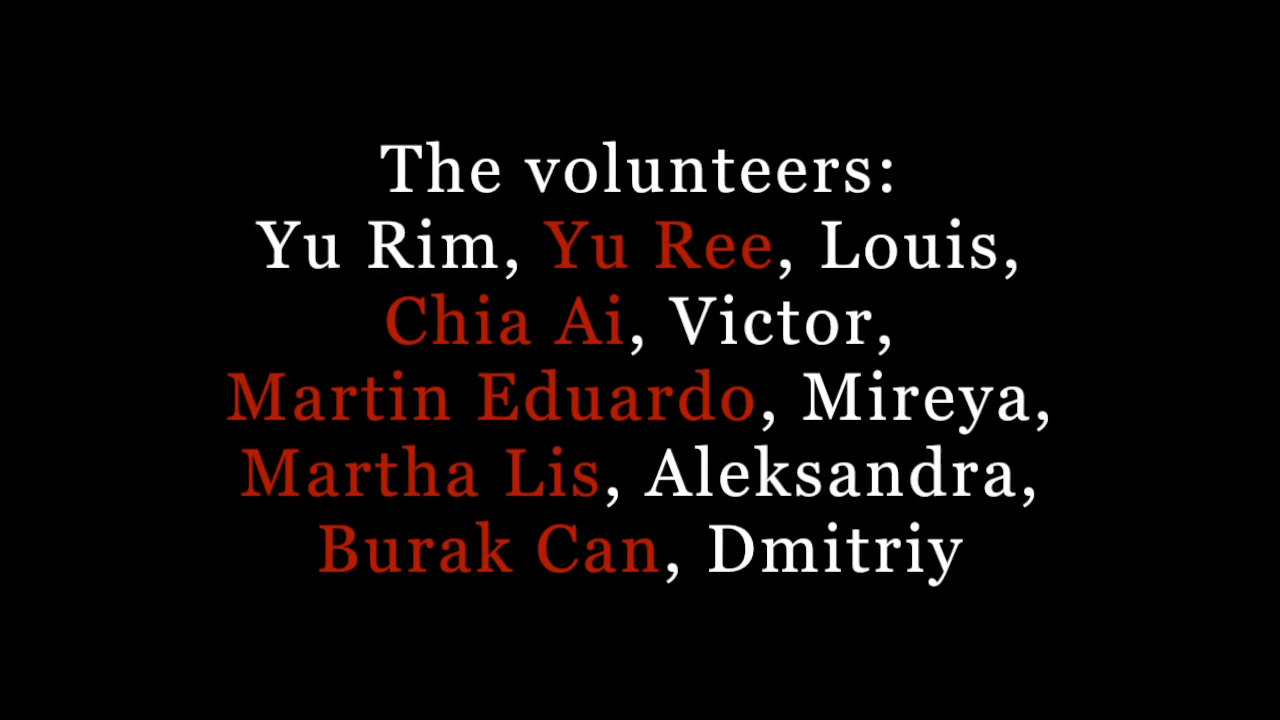 The volunteers:
Yu Rim, Yu Ree, Louis,
Chia Ai, Victor,
Martin Eduardo, Mireya,
Martha Lis, Aleksandra,
Burak Can, Dmitriy